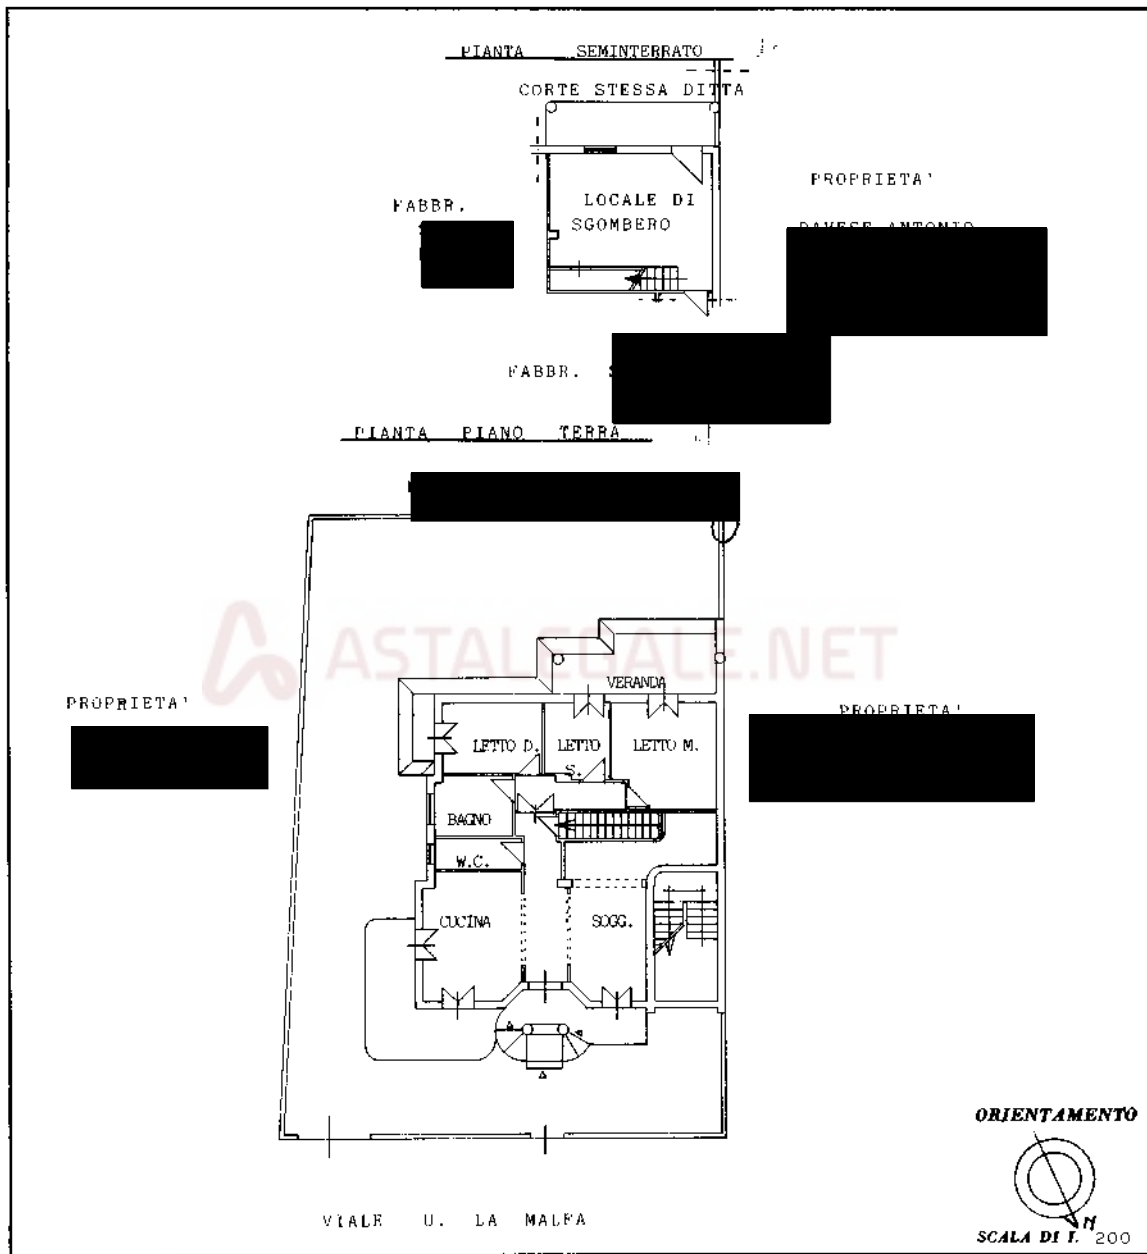 PIANTA SEMINTERRATO
CORTE STESSA DITTA
PROPRIETA'
LOCALE DI
SGOMBERO
FABBR.
FABBR.
PIANTA PIANO TERRA
ASTALEGALE.NET
VERANDA
PROPRIETA'
PROPRIETA'
LETTO D.
LETTO
S.
LETTO M.
BAGNO
W.C.
CUCINA
SOGG.
ORIENTAMENTO
N
SCALA DI 1. 200
VIALE U. LA MALFA